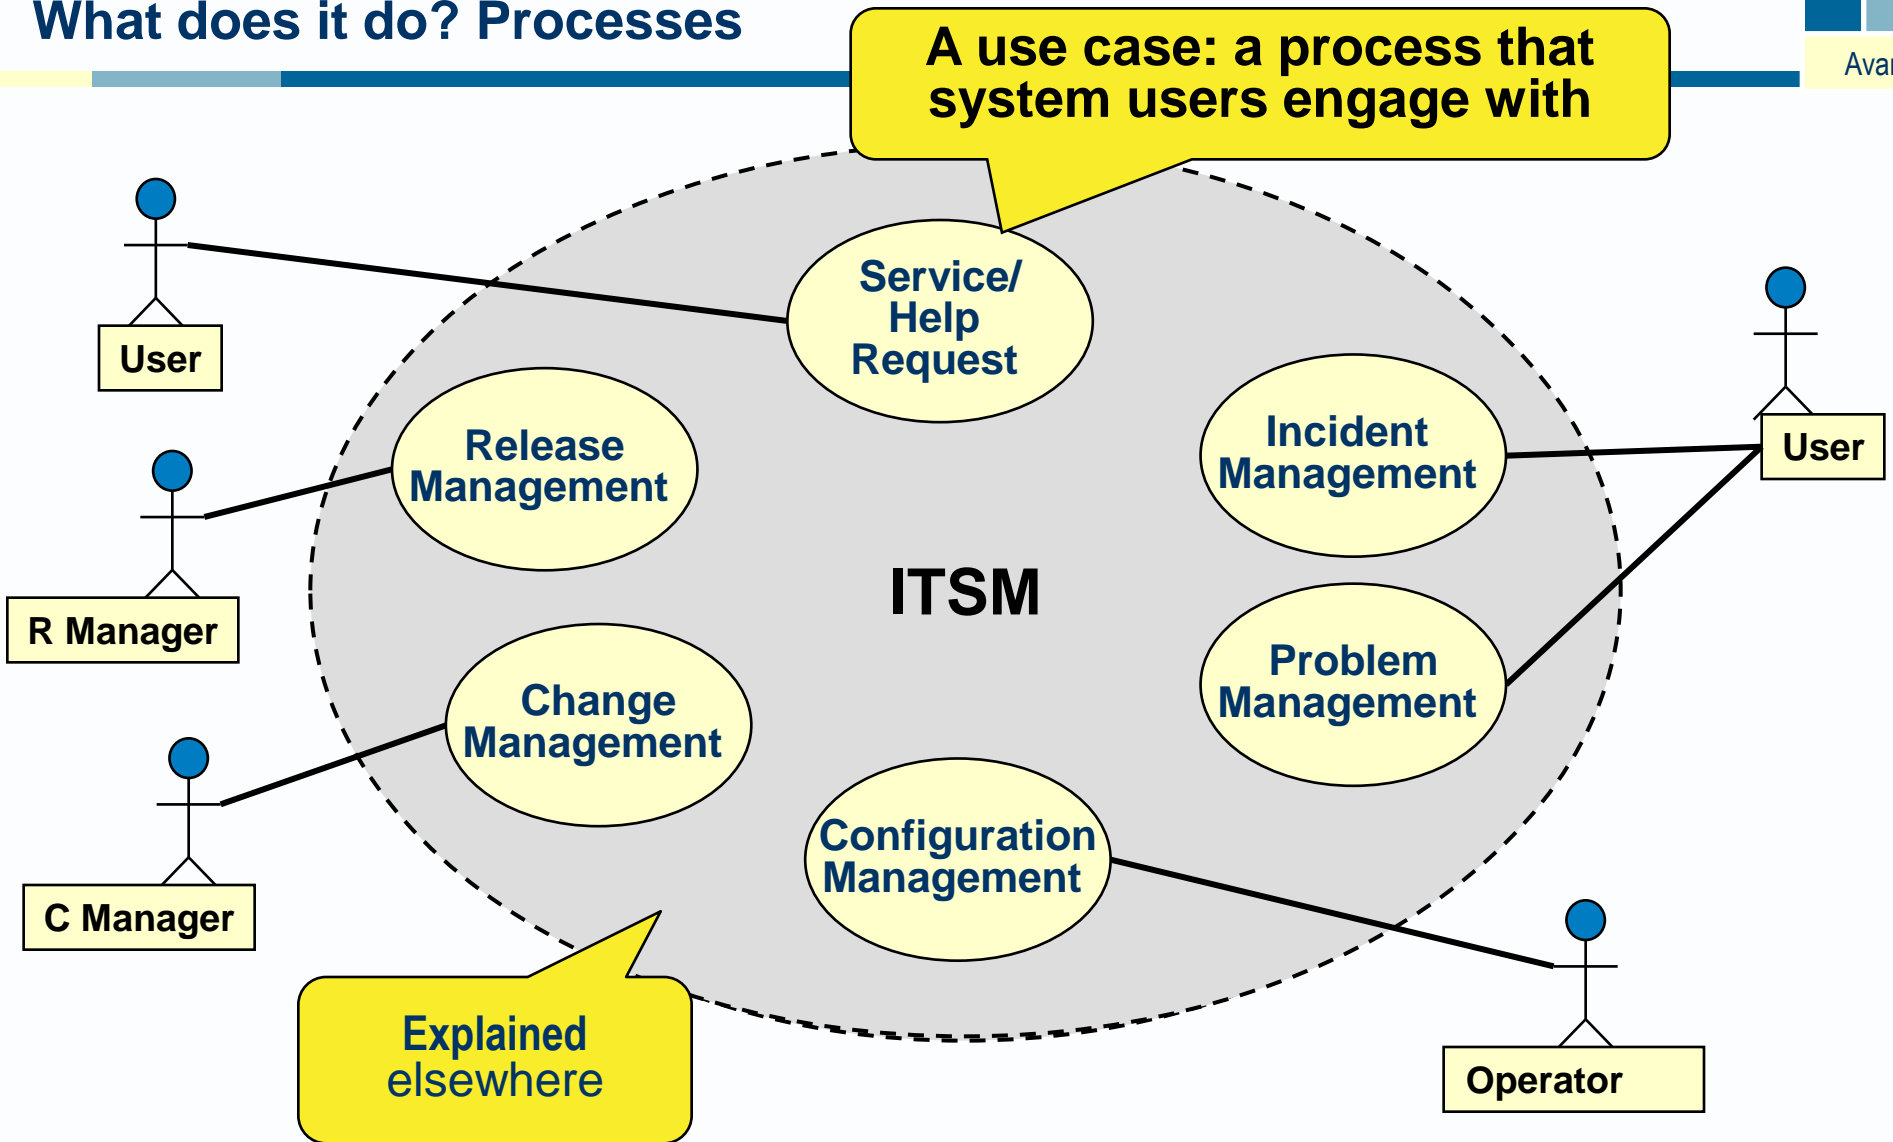 What does it do? Processes
A use case: a process that
system users engage with
Service/
Help
Request
User
Release
Management
Incident
Management
User
R Manager
ITSM
Problem
Management
Change
Management
Configuration
Management
C Manager
Explained
elsewhere
Operator